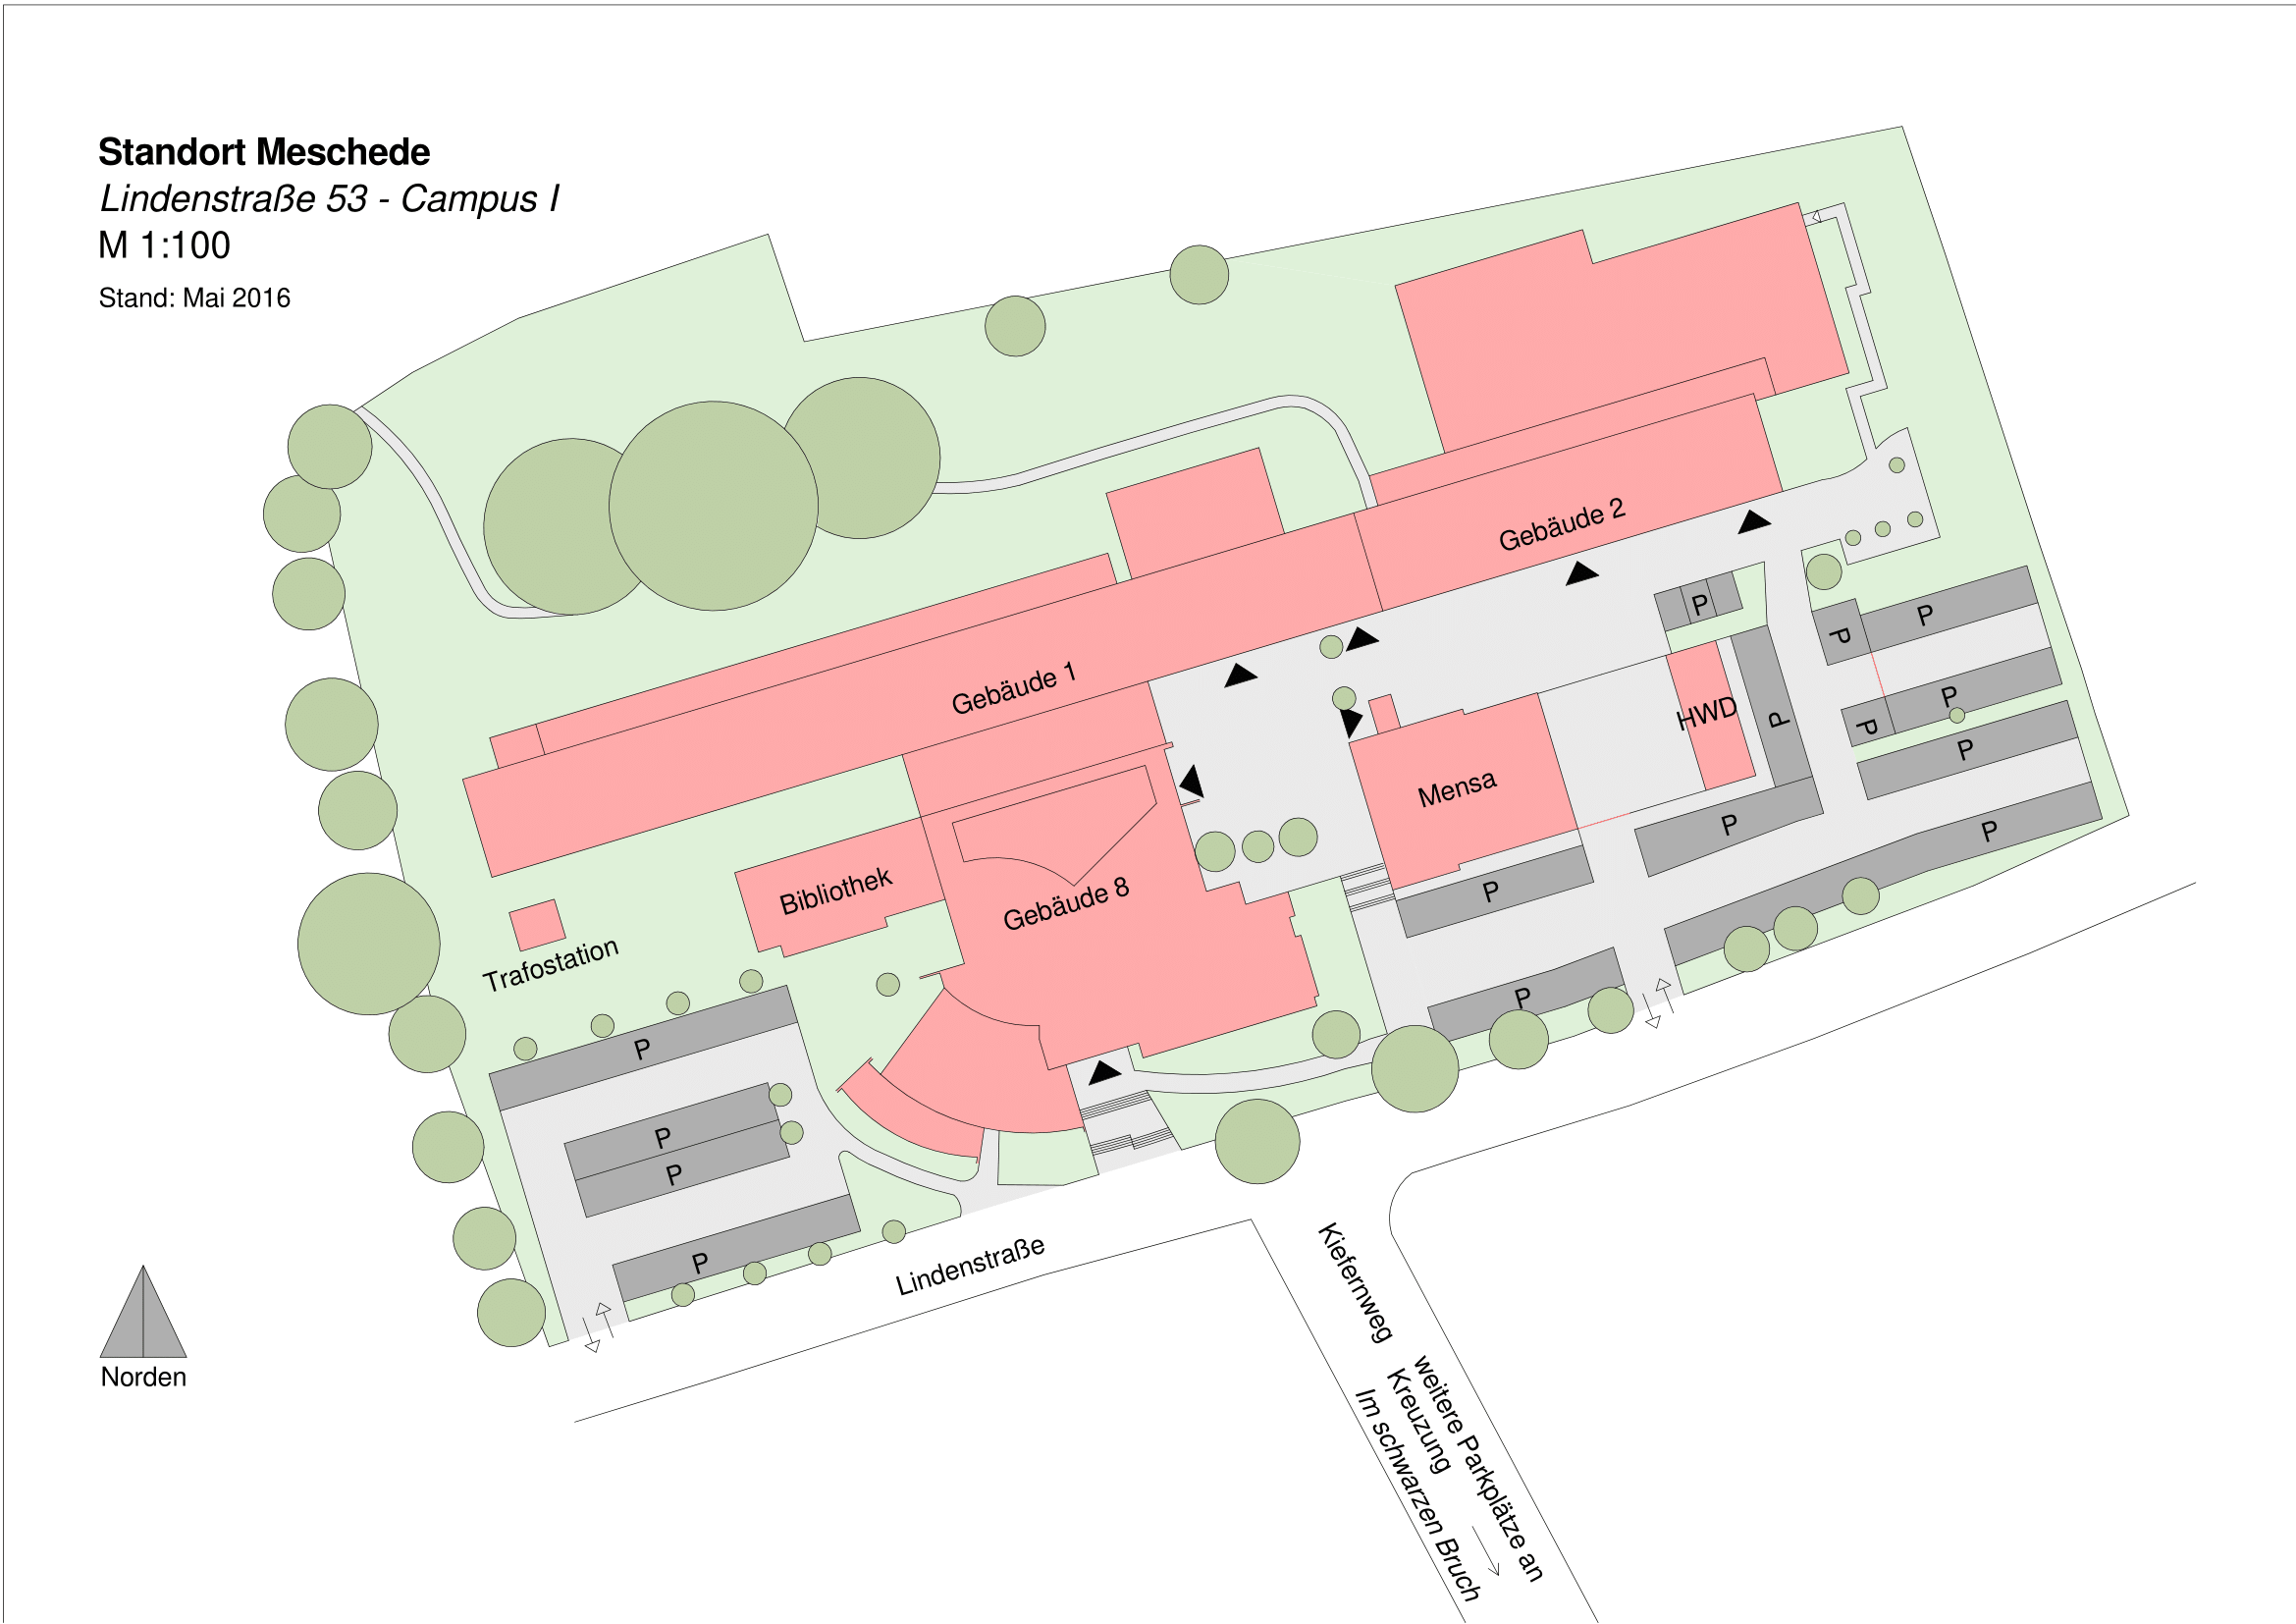 Standort Meschede
Lindenstraße 53 - Campus I
M 1:100
Stand: Mai 2016
Gebäude 2
P
P
P
Gebäude 1
P
HWD
P
P
P
Mensa
P
P
Bibliothek
Gebäude 8
P
Trafostation
P
P
P
P
P
Lindenstraße
Kiefernweg
weitere Parkplätze an
Kreuzung
Im schwarzen Bruch
Norden